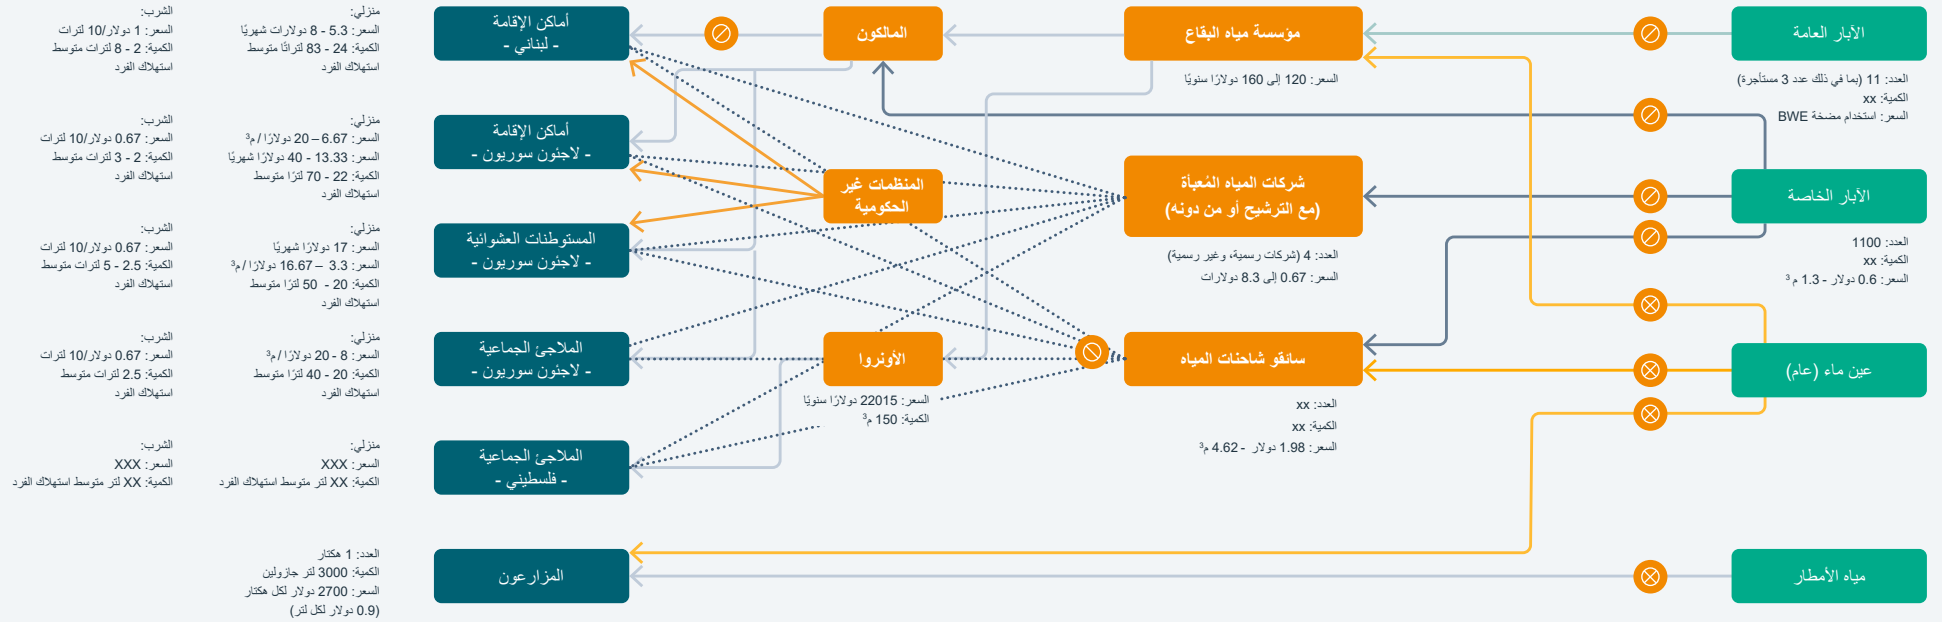 الآبار العامة
العدد: 11 (بما في ذلك عدد 3 مستأجرة)
الكمية: xx
السعر: استخدام مضخة BWE
الآبار الخاصة
العدد: 1100
الكمية: xx
السعر: 0.6 دولار - 1.3 م ³
عين ماء (عام)
مياه الأمطار
مؤسسة مياه البقاع
السعر: 120 إلى 160 دولارًا سنويًا
شركات المياه المُعبأة
(مع الترشيح أو من دونه)
العدد: 4 (شركات رسمية، وغير رسمية)
السعر: 0.67 إلى 8.3 دولارات
سائقو شاحنات المياه
العدد: xx
الكمية: xx
السعر: 1.98 دولار - 4.62 م³
المالكون
المنظمات غير
الحكومية
الأونروا
السعر: 22015 دولارًا سنويًا
الكمية: 150 م³
أماكن الإقامة
- لبناني -
منزلي:
السعر: 5.3 - 8 دولارات شهريًا
الكمية: 24 - 83 لترًا متوسط
استهلاك الفرد
الشرب:
السعر: 1 دولار/10 لترات
الكمية: 2 - 8 لترات متوسط
استهلاك الفرد
أماكن الإقامة
- لاجئون سوريون -
منزلي:
السعر: 6.67 – 20 دولارًا / م³
السعر: 13.33 - 40 دولارًا شهريًا
الكمية: 22 - 70 لترًا متوسط
استهلاك الفرد
الشرب:
السعر: 0.67 دولار/10 لترات
الكمية: 2 - 3 لترات متوسط
استهلاك الفرد
المستوطنات العشوائية
- لاجئون سوريون -
منزلي:
السعر: 17 دولارًا شهريًا
السعر: 3.3 – 16.67 دولارًا / م³
الكمية: 20 - 50 لترًا متوسط
استهلاك الفرد
الشرب:
السعر: 0.67 دولار/10 لترات
الكمية: 2.5 - 5 لترات متوسط
استهلاك الفرد
الملاجئ الجماعية
- لاجئون سوريون -
منزلي:
السعر: 8 - 20 دولارًا / م³
الكمية: 20 - 40 لترًا متوسط
استهلاك الفرد
الشرب:
السعر: 0.67 دولار/10 لترات
الكمية: 2.5 لترات متوسط
استهلاك الفرد
الملاجئ الجماعية
- فلسطيني -
منزلي:
السعر: XXX
الكمية: XX لتر متوسط استهلاك الفرد
الشرب:
السعر: XXX
الكمية: XX لتر متوسط استهلاك الفرد
المزارعون
العدد: 1 هكتار
الكمية: 3000 لتر جازولين
السعر: 2700 دولار لكل هكتار
(0.9 دولار لكل لتر)